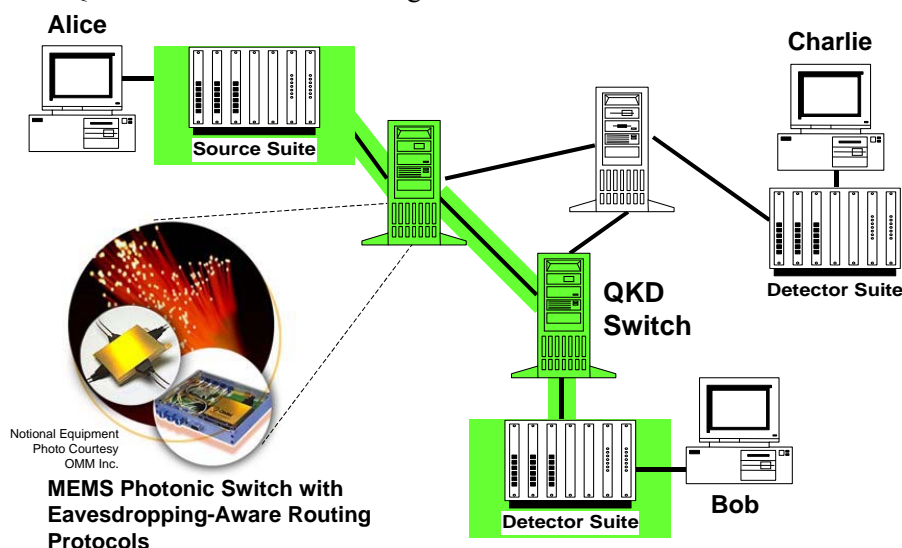 Alice
Charlie
Source Suite
Detector Suite
QKD
Switch
Notional Equipment
Photo Courtesy
OMM Inc.
MEMS Photonic Switch with
Eavesdropping-Aware Routing
Protocols
Detector Suite
Bob